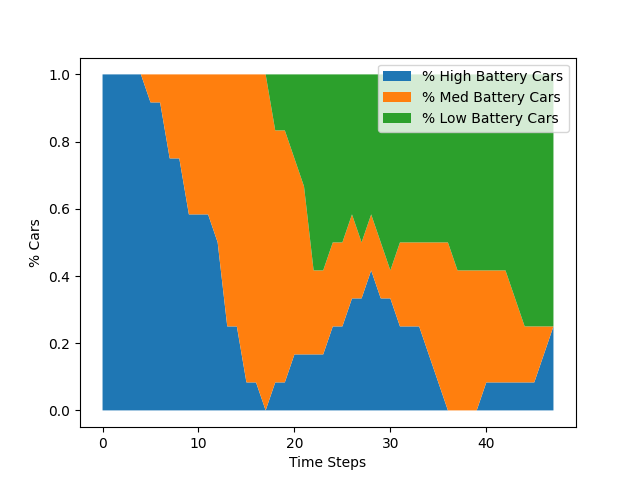 % High Battery Cars
% Med Battery Cars
% Low Battery Cars
1.0
0.8
0.6
0.4
0.2
0.0
% Cars
0 10 20 30 40
Time Steps